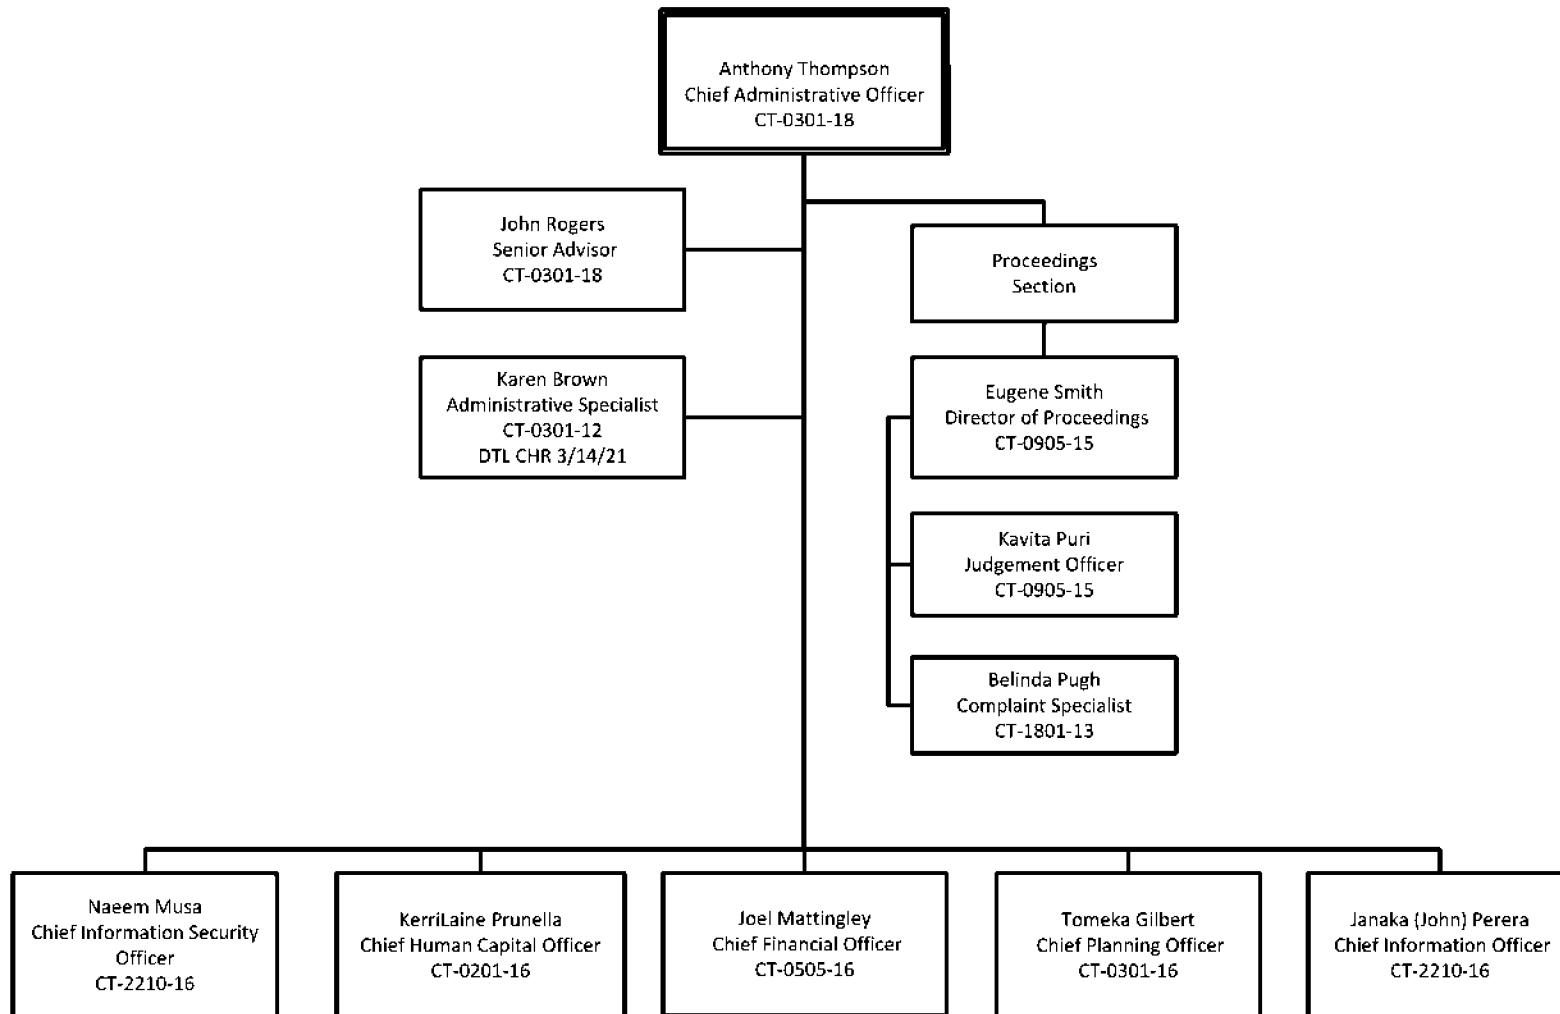 Anthony Thompson
Chief Administrative Officer
CT-0301-18
John Rogers
Senior Advisor
CT-0301-18
Proceedings
Section
Karen Brown
Administrative Specialist
CT-0301-12
DTL CHR 3/14/21
Eugene Smith
Director of Proceedings
CT-0905-15
Kavita Puri
Judgement Officer
CT-0905-15
Belinda Pugh
Complaint Specialist
CT-1801-13
Naeem Musa
Chief Information Security
Officer
CT-2210-16
KerriLaine Prunella
Chief Human Capital Officer
CT-0201-16
Joel Mattingley
Chief Financial Officer
CT-0505-16
Tomeka Gilbert
Chief Planning Officer
CT-0301-16
Janaka (John) Perera
Chief Information Officer
CT-2210-16